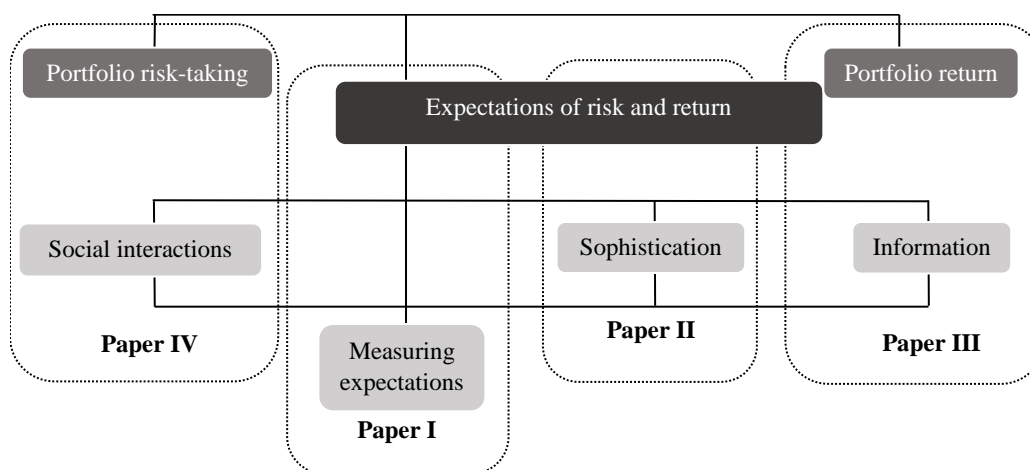 Portfolio risk-taking
Portfolio return
Expectations of risk and return
Social interactions
Sophistication
Information
Paper IV
Paper II
Paper III
Measuring
expectations
Paper I